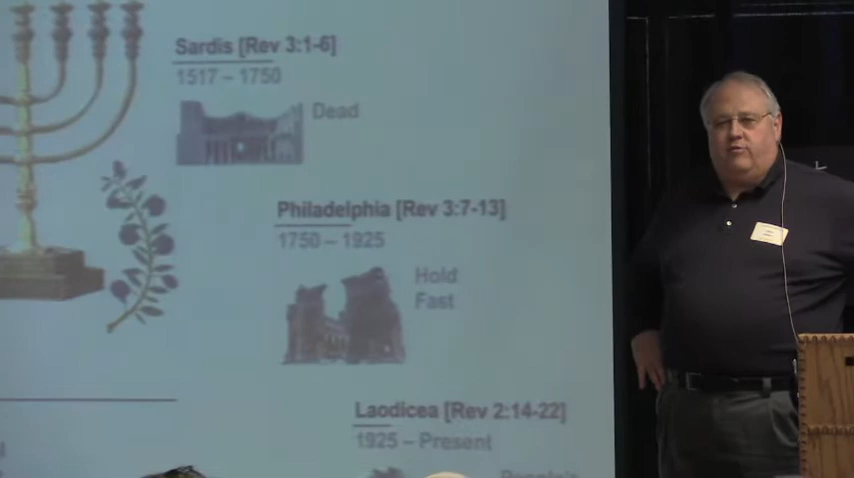 Sardis [Rev 3:1-6]
1517 – 1750
Dead
Philadelphia [Rev 3:7-13]
1750 – 1925
Hold
Fast
Laodicea [Rev 2:14-22]
1925 – Present
People's